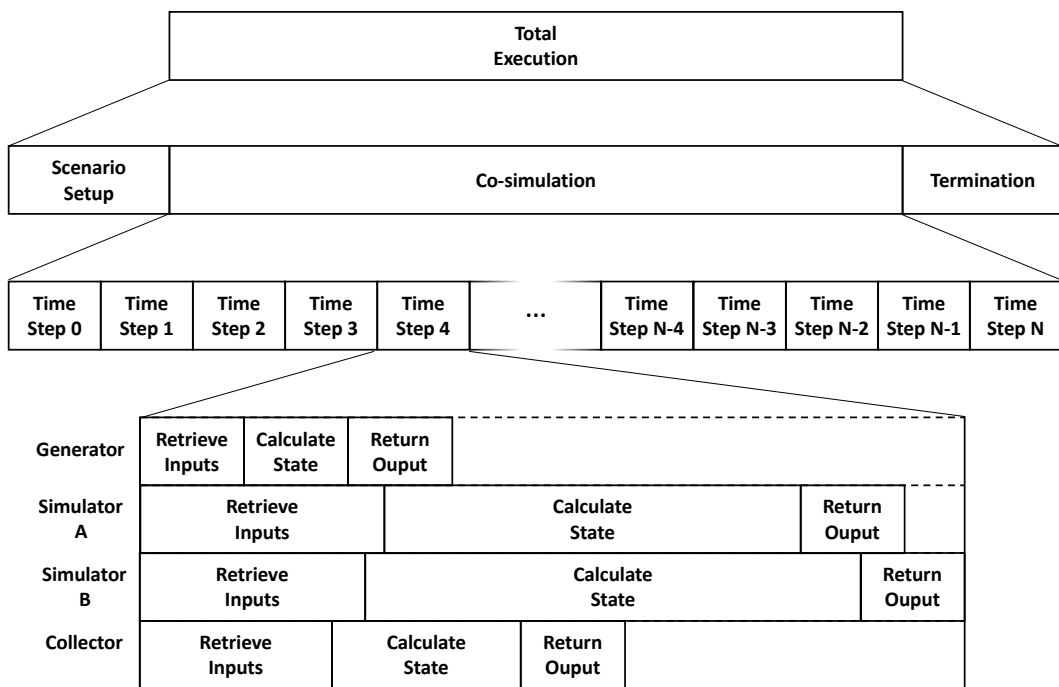 Total
Execution
Scenario
Setup
Co-simulation
Termination
Time
Step 0
Time
Step 1
Time
Step 2
Time
Step 3
Time
Step 4
...
Time
Step N-4
Time
Step N-3
Time
Step N-2
Time
Step N-1
Time
Step N
Generator
Retrieve
Inputs
Calculate
State
Return
Ouput
Simulator
A
Retrieve
Inputs
Calculate
State
Return
Ouput
Simulator
B
Retrieve
Inputs
Calculate
State
Return
Ouput
Collector
Retrieve
Inputs
Calculate
State
Return
Ouput